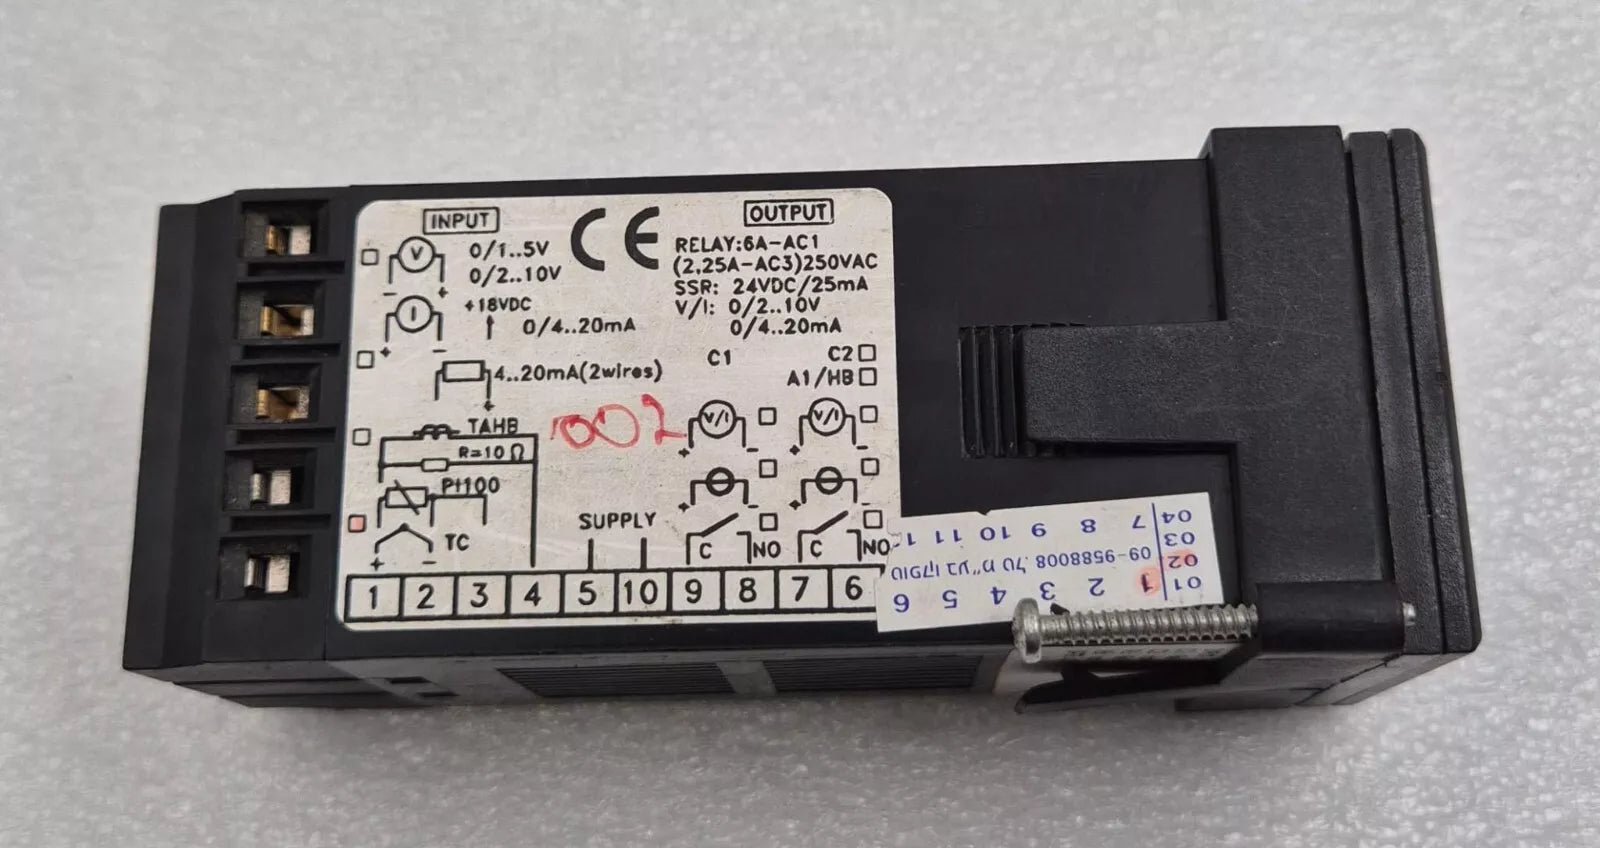 INPUT
0/1..5V
0/2..10V
V
- +
I
+18VDC
0/4..20mA
+ -
4..20mA(2wires)
+
TAHB
R=10 Ω
Pt100
TC
+ -
CE
OUTPUT
RELAY:6A-AC1
(2,25A-AC3)250VAC
SSR: 24VDC/25mA
V/I: 0/2..10V
0/4..20mA
C1
C2
A1/HB
002
V/I V/I
+ - + -
+ - + -
SUPPLY
C NO C NO
1 2 3 4 5 10 9 8 7 6
01 1 2 3 4 5 6
02
03 09-9588008
04 7 8 9 10 11